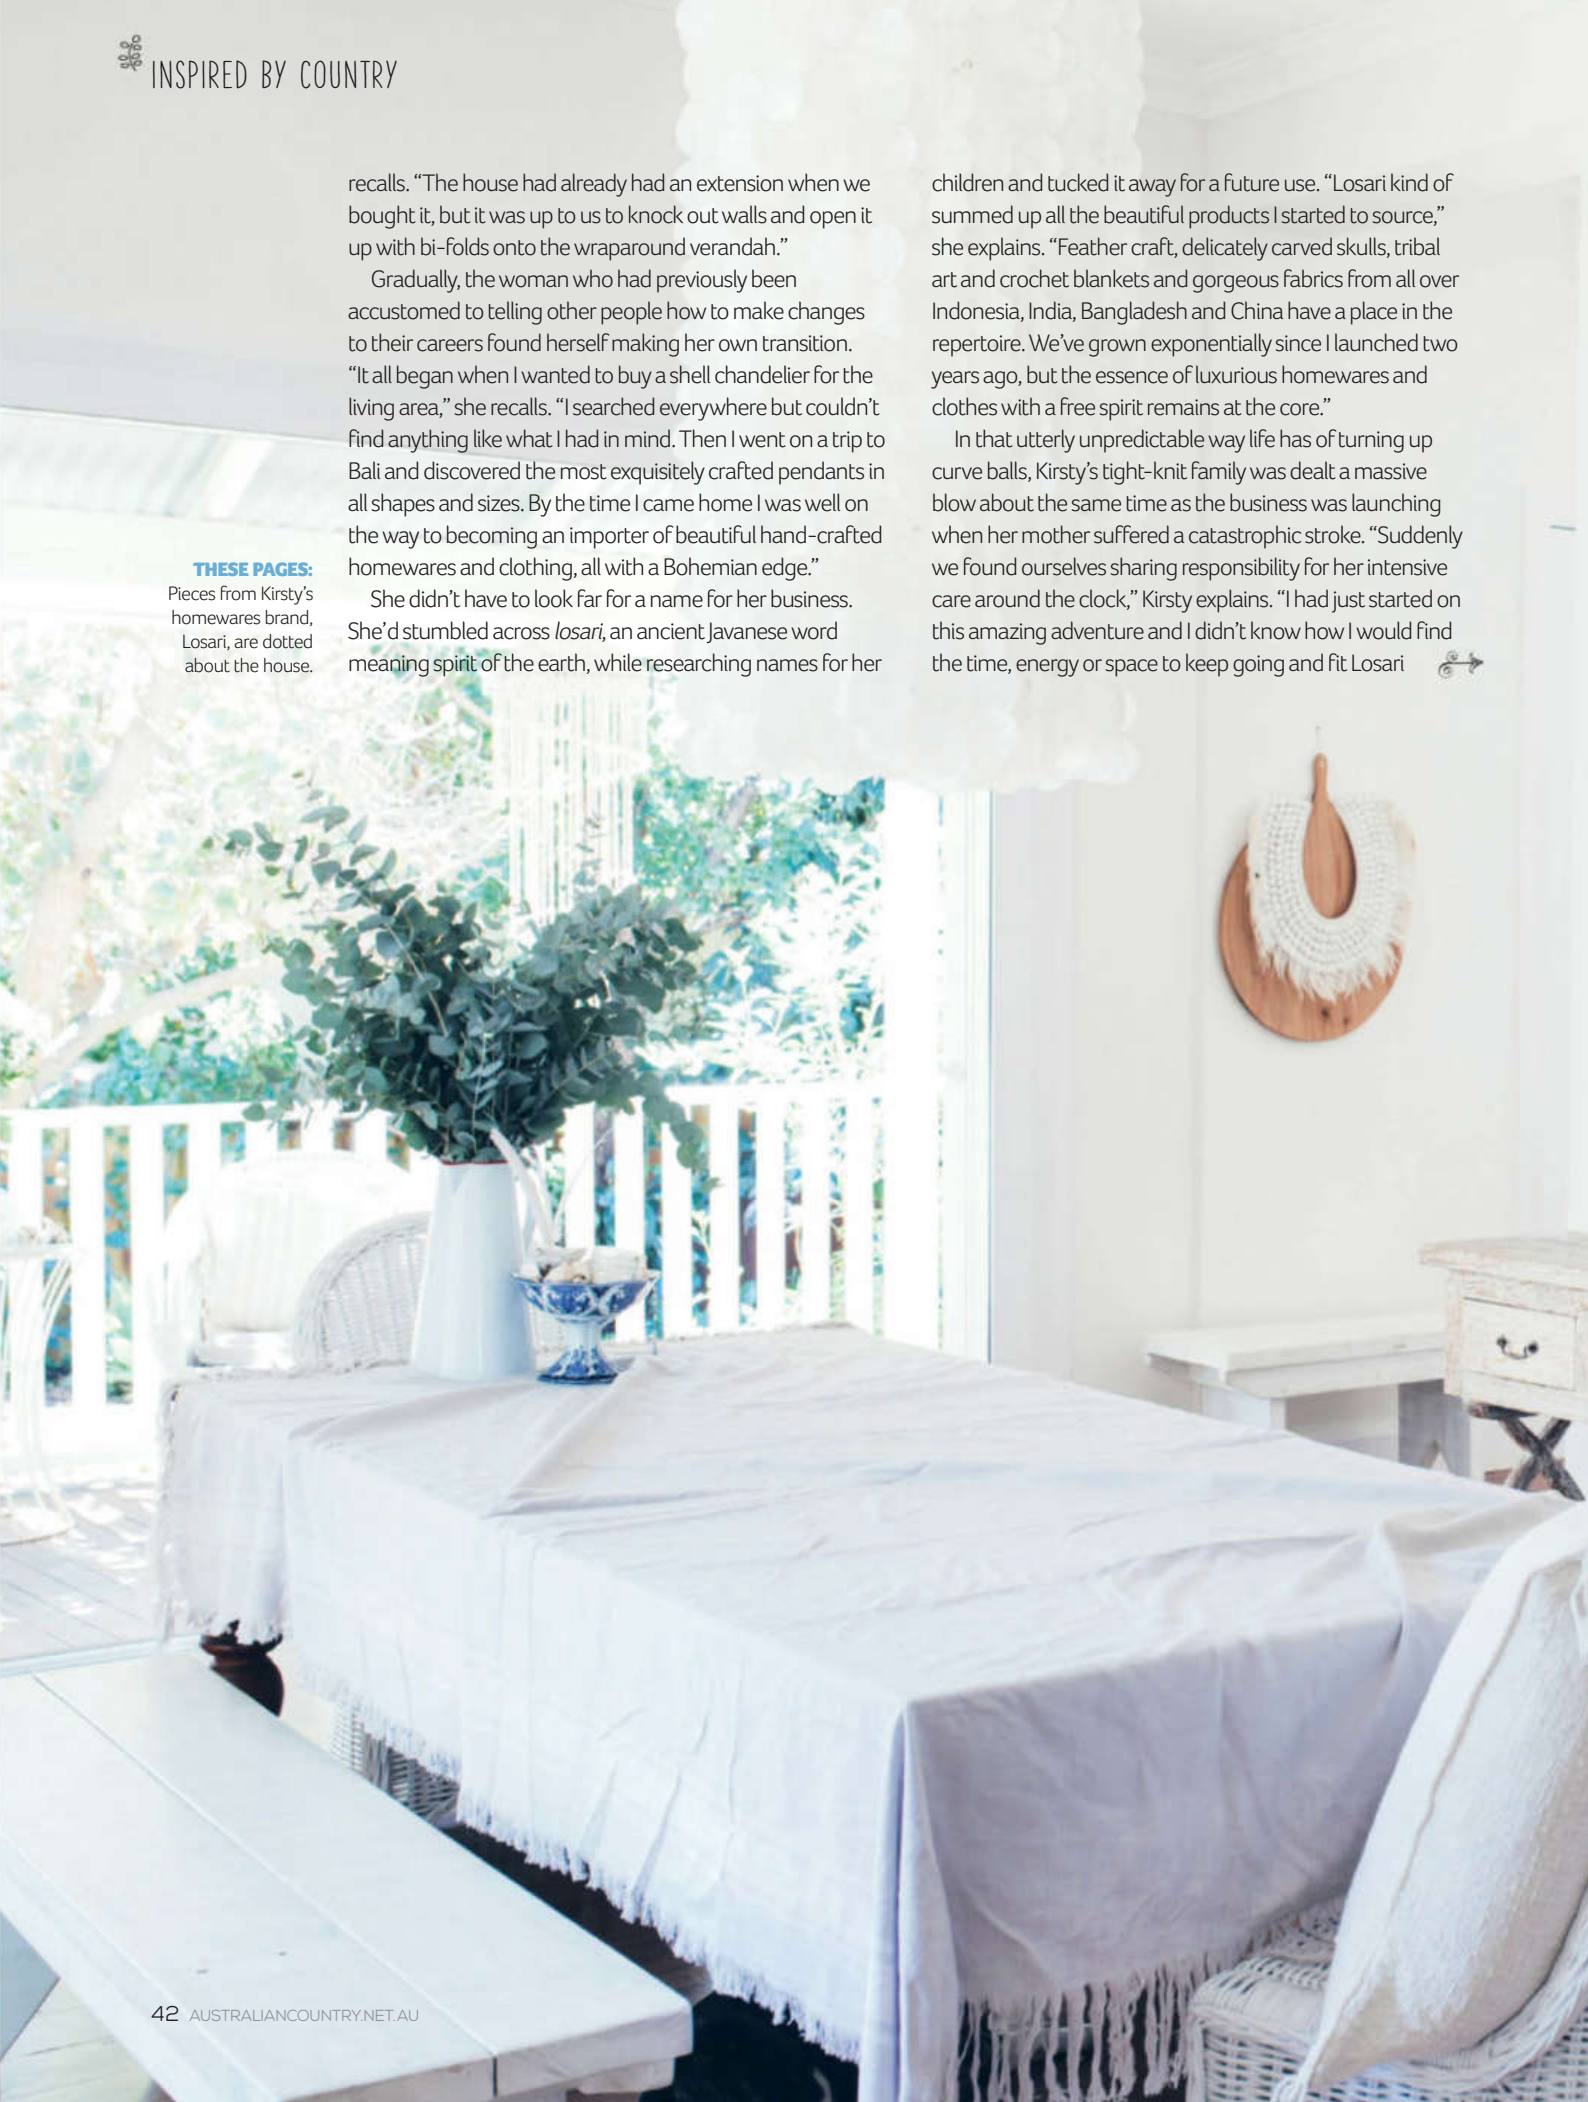 INSPIRED BY COUNTRY
recalls. “The house had already had an extension when we
bought it, but it was up to us to knock out walls and open it
up with bi-folds onto the wraparound verandah.”
Gradually, the woman who had previously been
accustomed to telling other people how to make changes
to their careers found herself making her own transition.
“It all began when I wanted to buy a shell chandelier for the
living area,” she recalls. “I searched everywhere but couldn’t
find anything like what I had in mind. Then I went on a trip to
Bali and discovered the most exquisitely crafted pendants in
all shapes and sizes. By the time I came home I was well on
the way to becoming an importer of beautiful hand-crafted
homewares and clothing, all with a Bohemian edge.”
She didn’t have to look far for a name for her business.
She’d stumbled across losari, an ancient Javanese word
meaning spirit of the earth, while researching names for her
children and tucked it away for a future use. “Losari kind of
summed up all the beautiful products I started to source,”
she explains. “Feather craft, delicately carved skulls, tribal
art and crochet blankets and gorgeous fabrics from all over
Indonesia, India, Bangladesh and China have a place in the
repertoire. We’ve grown exponentially since I launched two
years ago, but the essence of luxurious homewares and
clothes with a free spirit remains at the core.”
In that utterly unpredictable way life has of turning up
curve balls, Kirsty’s tight-knit family was dealt a massive
blow about the same time as the business was launching
when her mother suffered a catastrophic stroke. “Suddenly
we found ourselves sharing responsibility for her intensive
care around the clock,” Kirsty explains. “I had just started on
this amazing adventure and I didn’t know how I would find
the time, energy or space to keep going and fit Losari
THESE PAGES:
Pieces from Kirsty’s
homewares brand,
Losari, are dotted
about the house.
42 AUSTRALIANCOUNTRY.NET.AU